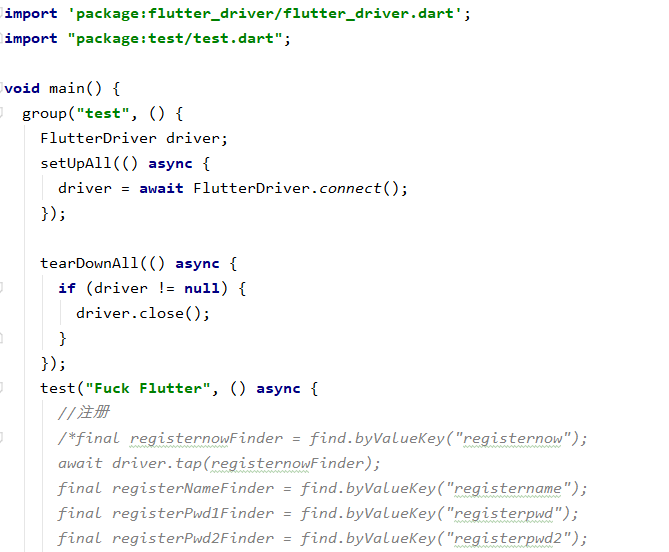 import 'package:flutter_driver/flutter_driver.dart';
import "package:test/test.dart";
void main() {
group("test", () {
FlutterDriver driver;
setUpAll(() async {
driver = await FlutterDriver.connect();
});
tearDownAll(() async {
if (driver != null) {
driver.close();
}
});
test("Fuck Flutter", () async {
//注册
/*final registernowFinder = find.byValueKey("registernow");
await driver.tap(registernowFinder);
final registerNameFinder = find.byValueKey("registername");
final registerPwd1Finder = find.byValueKey("registerpwd");
final registerPwd2Finder = find.byValueKey("registerpwd2");